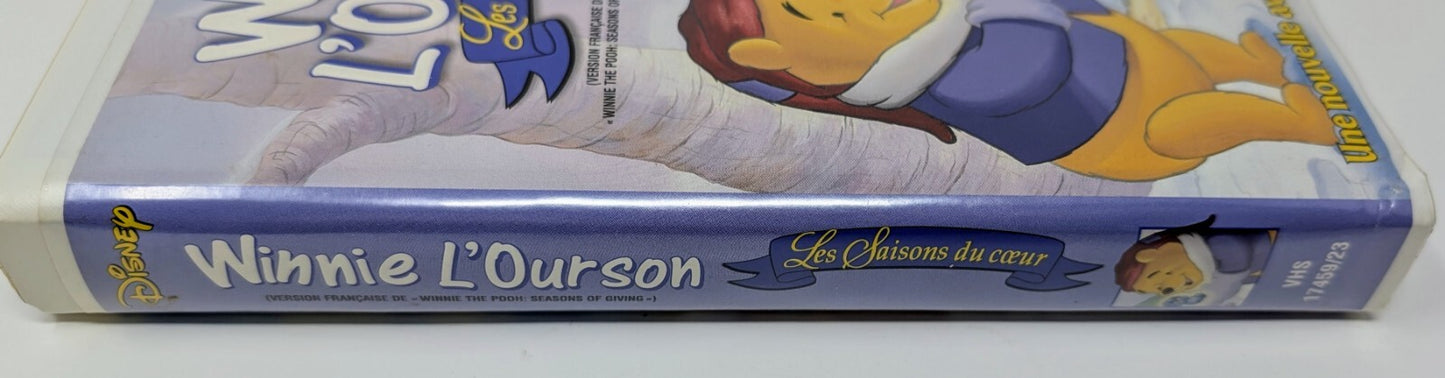 W
L'O
Les
(VERSION FRANÇAISE DE
« WINNIE THE POOH: SEASONS OF
Une nouvelle
DISNEY
Winnie L'Ourson
(VERSION FRANÇAISE DE « WINNIE THE POOH: SEASONS OF GIVING »)
Les Saisons du cœur
VHS
17459/23